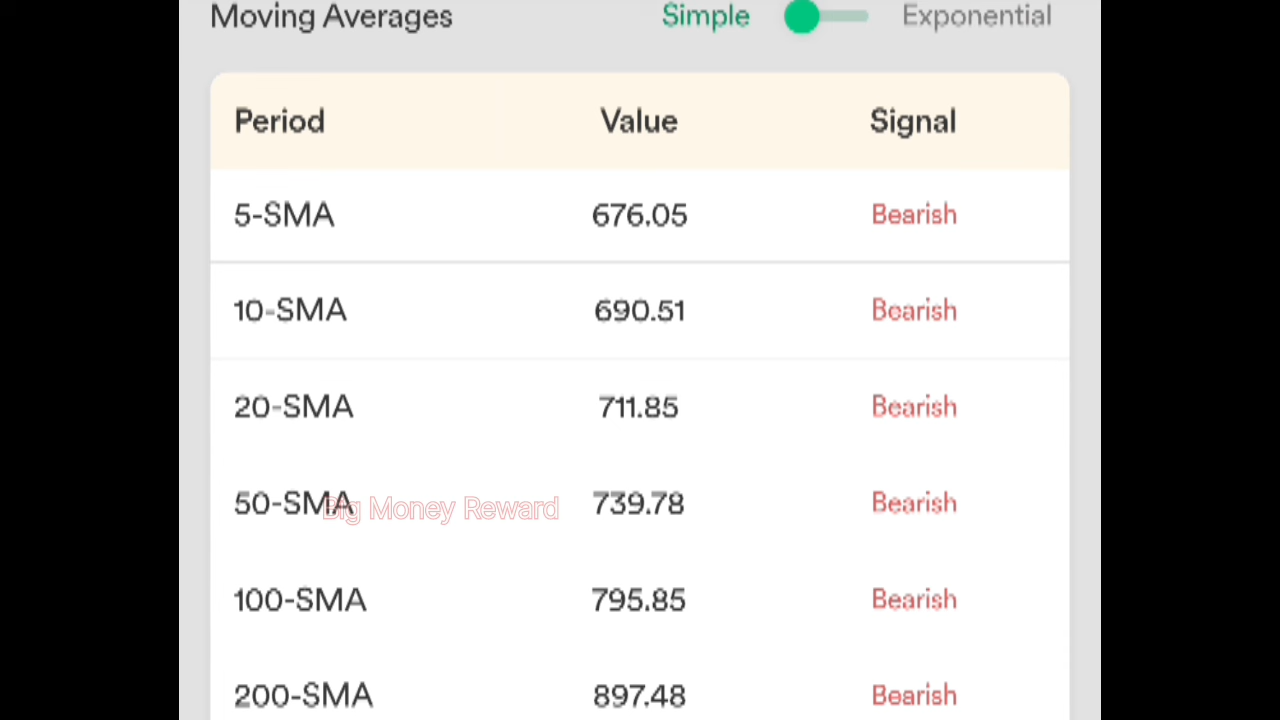 Moving Averages Simple Exponential
Period Value Signal
5-SMA 676.05 Bearish
10-SMA 690.51 Bearish
20-SMA 711.85 Bearish
50-SMA 739.78 Bearish
Big Money Reward
100-SMA 795.85 Bearish
200-SMA 897.48 Bearish